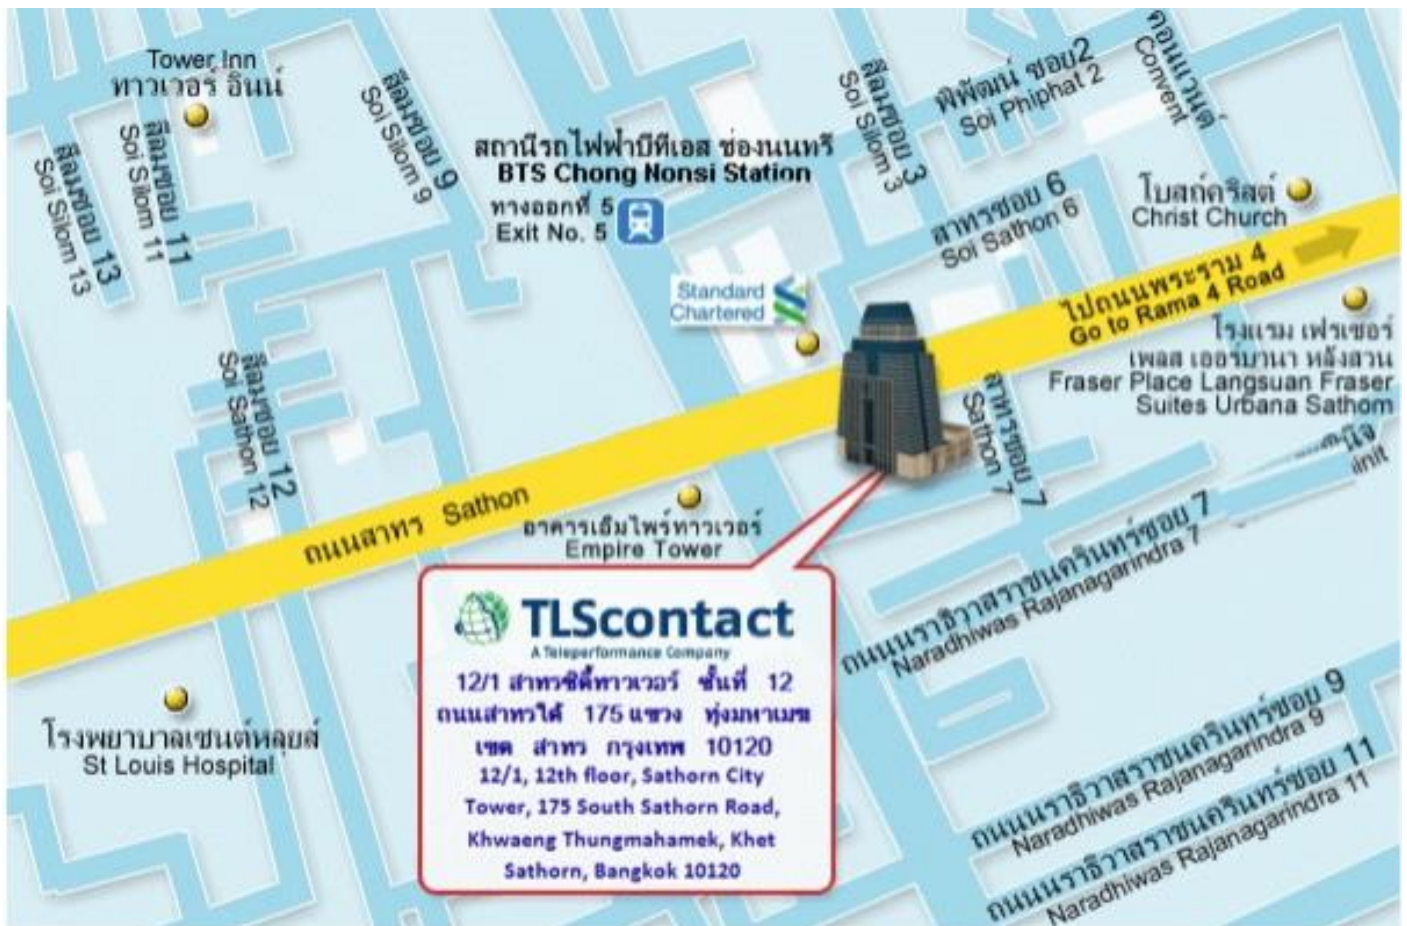 Tower Inn
ทาวเวอร์ อินน์
สีลมซอย 13
Soi Silom 13
สีลมซอย 11
Soi Silom 11
สีลมซอย 9
Soi Silom 9
สถานีรถไฟฟ้าบีทีเอส ช่องนนทรี
BTS Chong Nonsi Station
ทางออกที่ 5
Exit No. 5
สีลมซอย 3
Soi Silom 3
พิพัฒน์ ซอย2
Soi Phiphat 2
คอนแวนต์
Convent
สาทรซอย 6
Soi Sathon 6
โบสถ์คริสต์
Christ Church
Standard
Chartered
ไปถนนพระราม 4
Go to Rama 4 Road
โรงแรม เฟรเซอร์
เพลส เออร์บานา หลังสวน
Fraser Place Langsuan Fraser
Suites Urbana Sathom
สีลมซอย 12
Soi Sathon 12
สาทรซอย 7
Sathon 7
ถนนสาทร Sathon
อาคารเอ็มไพร์ทาวเวอร์
Empire Tower
ถนนนราธิวาสราชนครินทร์ซอย 7
Naradhiwas Rajanagarindra 7
TLScontact
A Teleperformance Company
12/1 สาทรซิตี้ทาวเวอร์ ชั้นที่ 12
ถนนสาทรใต้ 175 แขวง ทุ่งมหาเมฆ
เขต สาทร กรุงเทพ 10120
12/1, 12th floor, Sathorn City
Tower, 175 South Sathorn Road,
Khwaeng Thungmahamek, Khet
Sathorn, Bangkok 10120
โรงพยาบาลเซนต์หลุยส์
St Louis Hospital
ถนนนราธิวาสราชนครินทร์ซอย 9
Naradhiwas Rajanagarindra 9
ถนนนราธิวาสราชนครินทร์ซอย 11
Naradhiwas Rajanagarindra 11